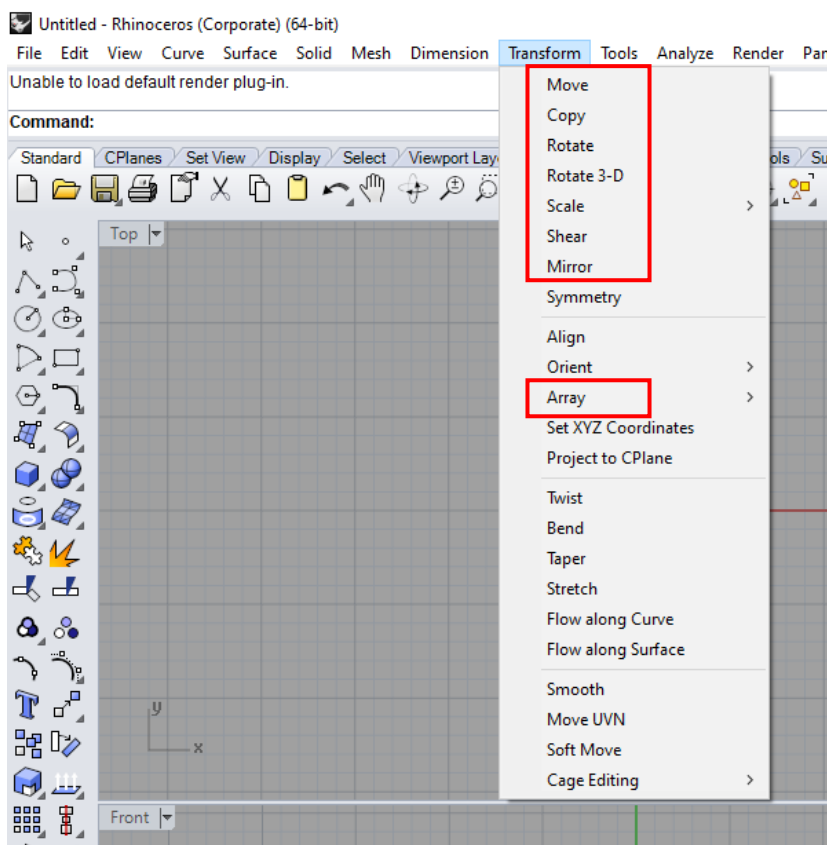 Untitled - Rhinoceros (Corporate) (64-bit)
File Edit View Curve Surface Solid Mesh Dimension Transform Tools Analyze Render
Unable to load default render plug-in.
Command:
Standard CPlanes Set View Display Select Viewport
Top
Move
Copy
Rotate
Rotate 3-D
Scale
Shear
Mirror
Symmetry
Align
Orient
Array
Set XYZ Coordinates
Project to CPlane
Twist
Bend
Taper
Stretch
Flow along Curve
Flow along Surface
Smooth
Move UVN
Soft Move
Cage Editing
y
x
Front